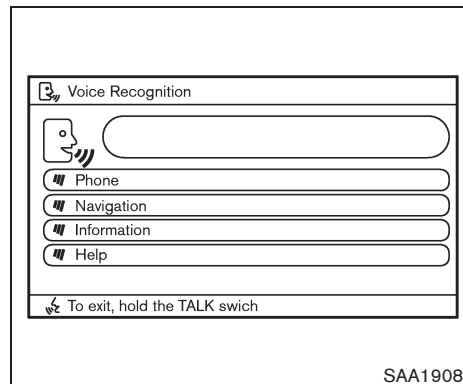 Voice Recognition
Phone
Navigation
Information
Help
To exit, hold the TALK swich
SAA1908